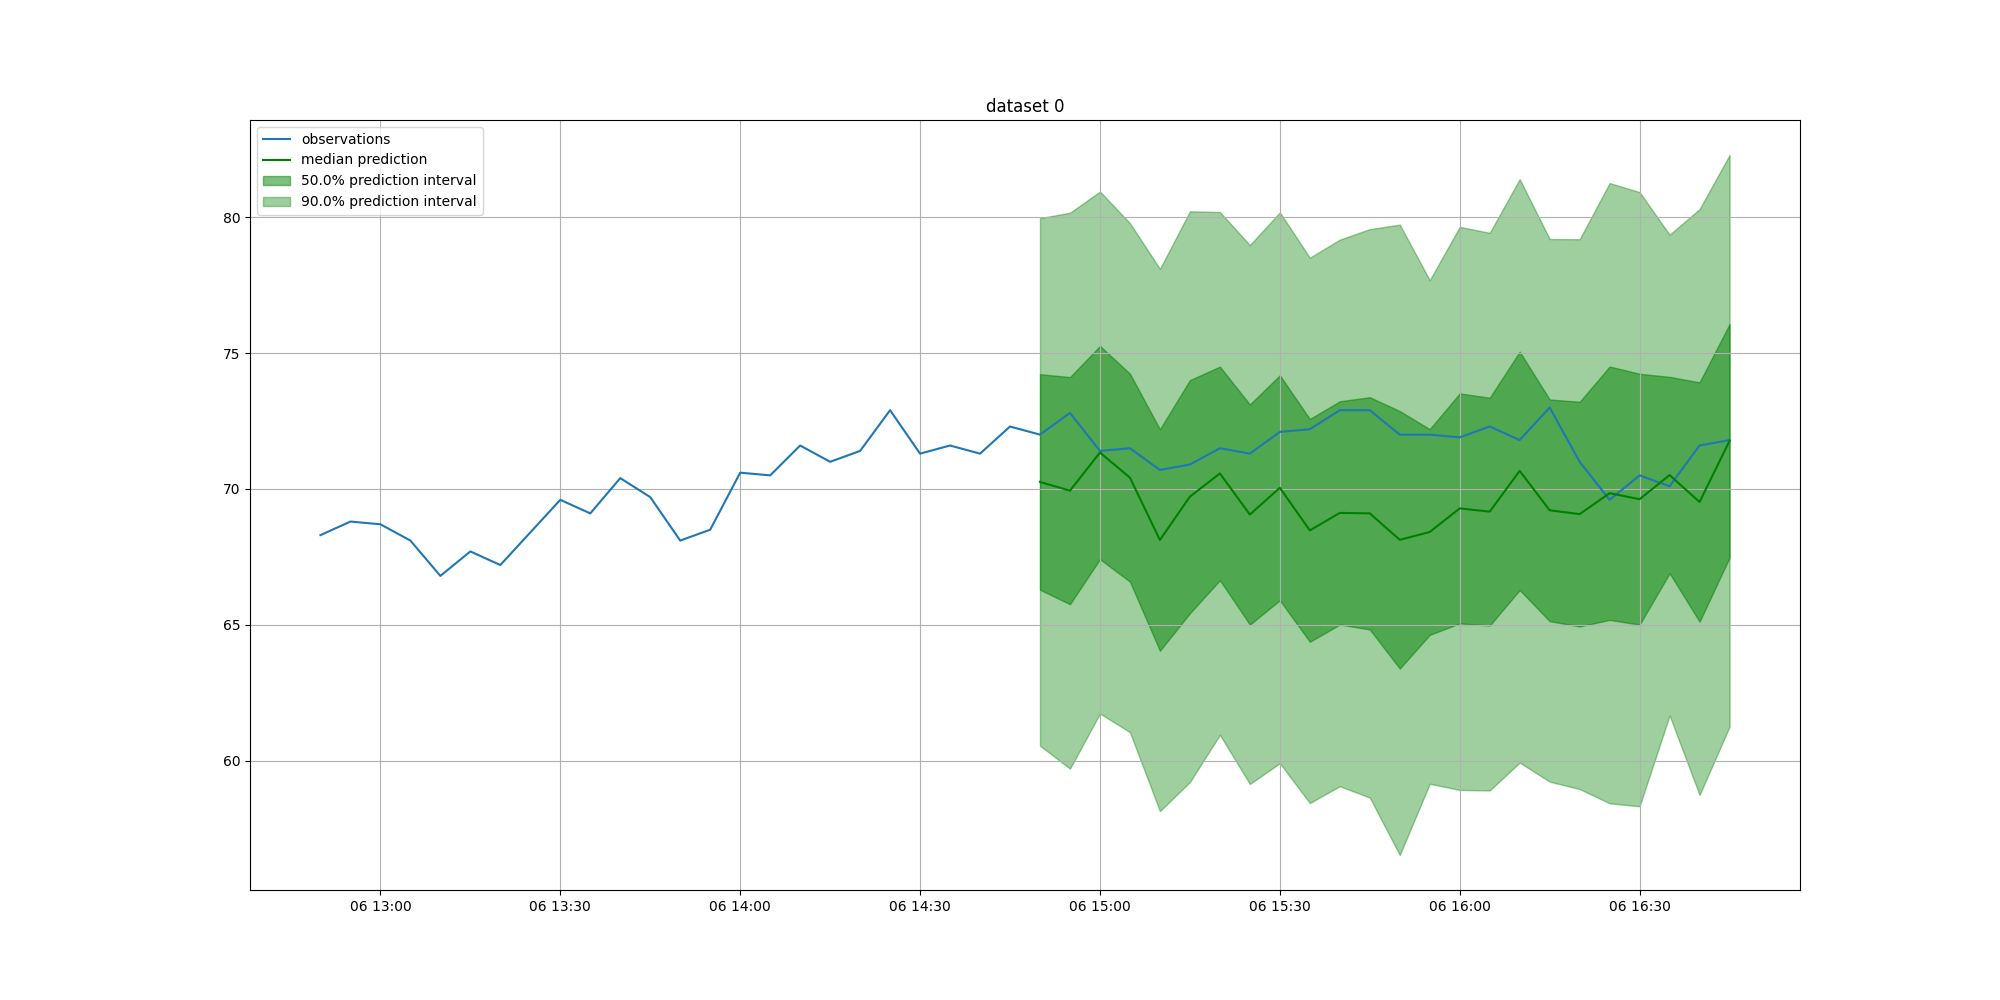 dataset 0
observations
median prediction
50.0% prediction interval
90.0% prediction interval
80
75
70
65
60
06 13:00 06 13:30 06 14:00 06 14:30 06 15:00 06 15:30 06 16:00 06 16:30